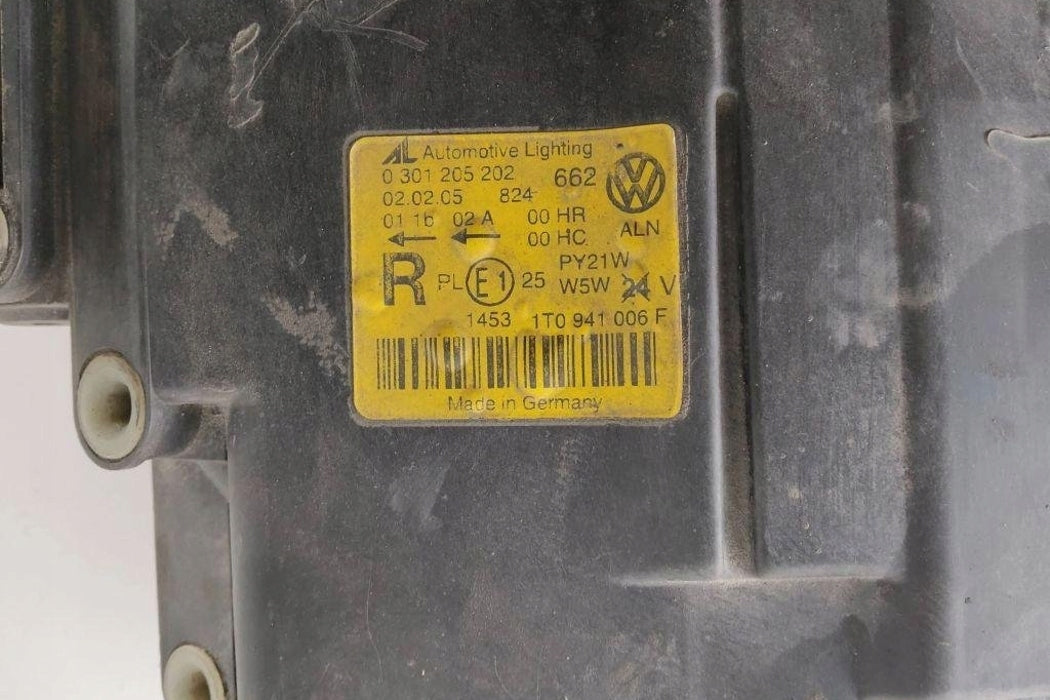 AL Automotive Lighting
0 301 205 202 662
02.02.05 824
01 1b 02 A 00 HR
← ← 00 HC ALN
R PL E1 25 PY21W
W5W 24 V
1453 1T0 941 006 F
Made in Germany